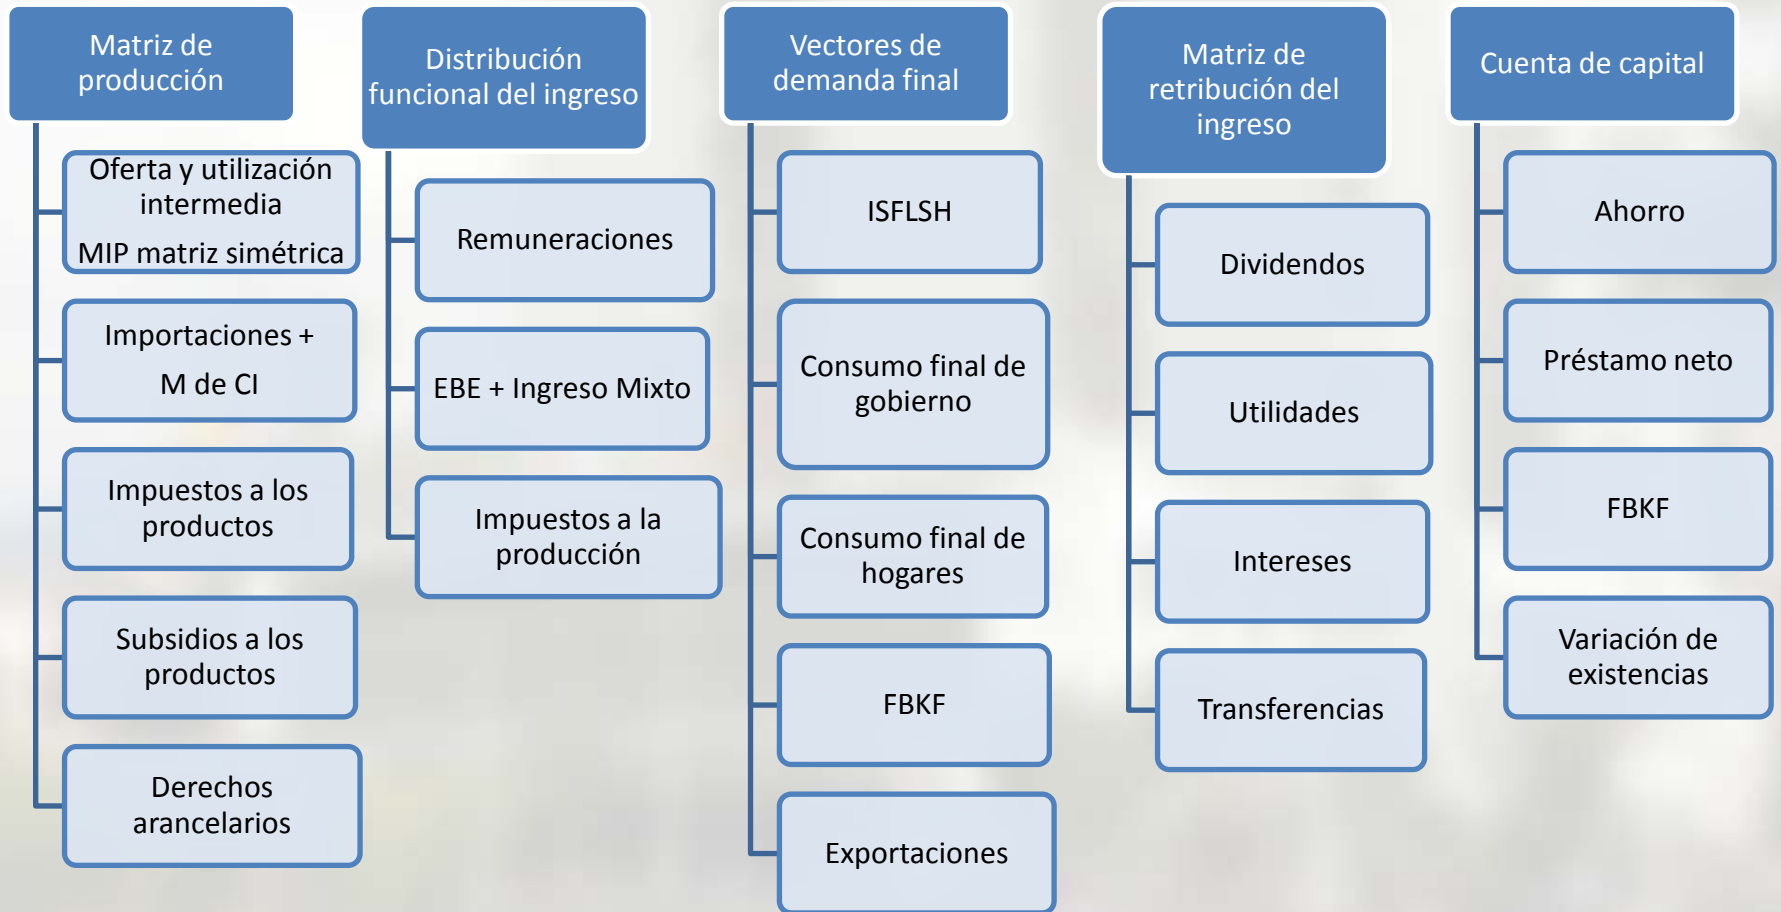 Matriz de
producción
Oferta y utilización
intermedia
MIP matriz simétrica
Importaciones +
M de CI
Impuestos a los
productos
Subsidios a los
productos
Derechos
arancelarios
Distribución
funcional del ingreso
Remuneraciones
EBE + Ingreso Mixto
Impuestos a la
producción
Vectores de
demanda final
ISFLSH
Consumo final de
gobierno
Consumo final de
hogares
FBKF
Exportaciones
Matriz de
retribución del
ingreso
Dividendos
Utilidades
Intereses
Transferencias
Cuenta de capital
Ahorro
Préstamo neto
FBKF
Variación de
existencias